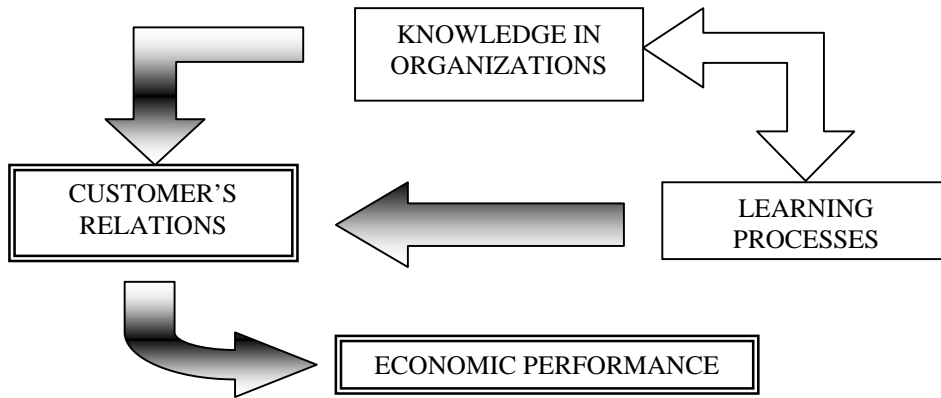 KNOWLEDGE IN
ORGANIZATIONS
CUSTOMER’S
RELATIONS
LEARNING
PROCESSES
ECONOMIC PERFORMANCE